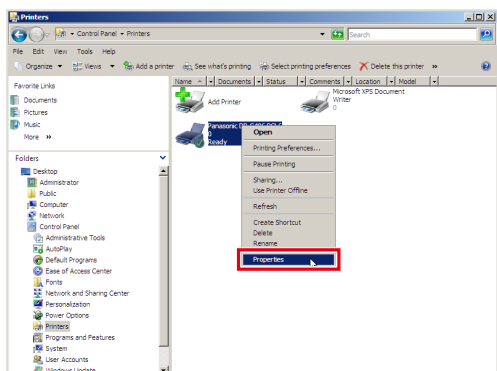 Printers
Control Panel ▸ Printers
Search
File Edit View Tools Help
Organize Views Add a printer See what's printing Select printing preferences Delete this printer »
Favorite Links
Documents
Pictures
Music
More »
Folders
Desktop
Administrator
Public
Computer
Network
Control Panel
Administrative Tools
AutoPlay
Default Programs
Ease of Access Center
Fonts
Network and Sharing Center
Personalization
Power Options
Printers
Programs and Features
System
User Accounts
Windows Update
Name Documents Status Comments Location Model
Add Printer
Microsoft XPS Document
Writer
0
Panasonic
0
Ready
Open
Printing Preferences...
Pause Printing
Sharing...
Use Printer Offline
Refresh
Create Shortcut
Delete
Rename
Properties